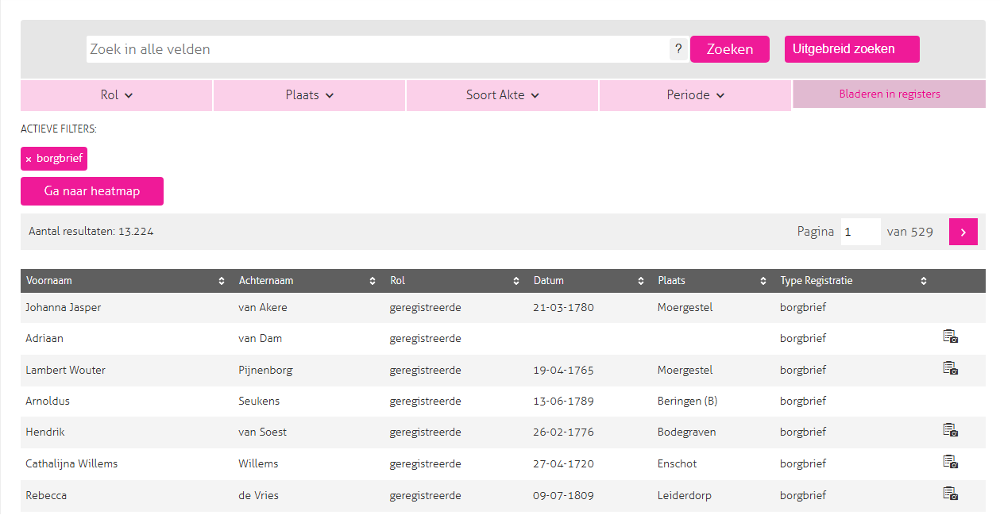 Zoek in alle velden ? Zoeken Uitgebreid zoeken
Rol Plaats Soort Akte Periode Bladeren in registers
ACTIEVE FILTERS:
× borgbrief
Ga naar heatmap
Aantal resultaten: 13.224 Pagina 1 van 529 >
Voornaam Achternaam Rol Datum Plaats Type Registratie
Johanna Jasper van Akere geregistreerde 21-03-1780 Moergestel borgbrief
Adriaan van Dam geregistreerde borgbrief
Lambert Wouter Pijnenborg geregistreerde 19-04-1765 Moergestel borgbrief
Arnoldus Seukens geregistreerde 13-06-1789 Beringen (B) borgbrief
Hendrik van Soest geregistreerde 26-02-1776 Bodegraven borgbrief
Cathalijna Willems Willems geregistreerde 27-04-1720 Enschot borgbrief
Rebecca de Vries geregistreerde 09-07-1809 Leiderdorp borgbrief